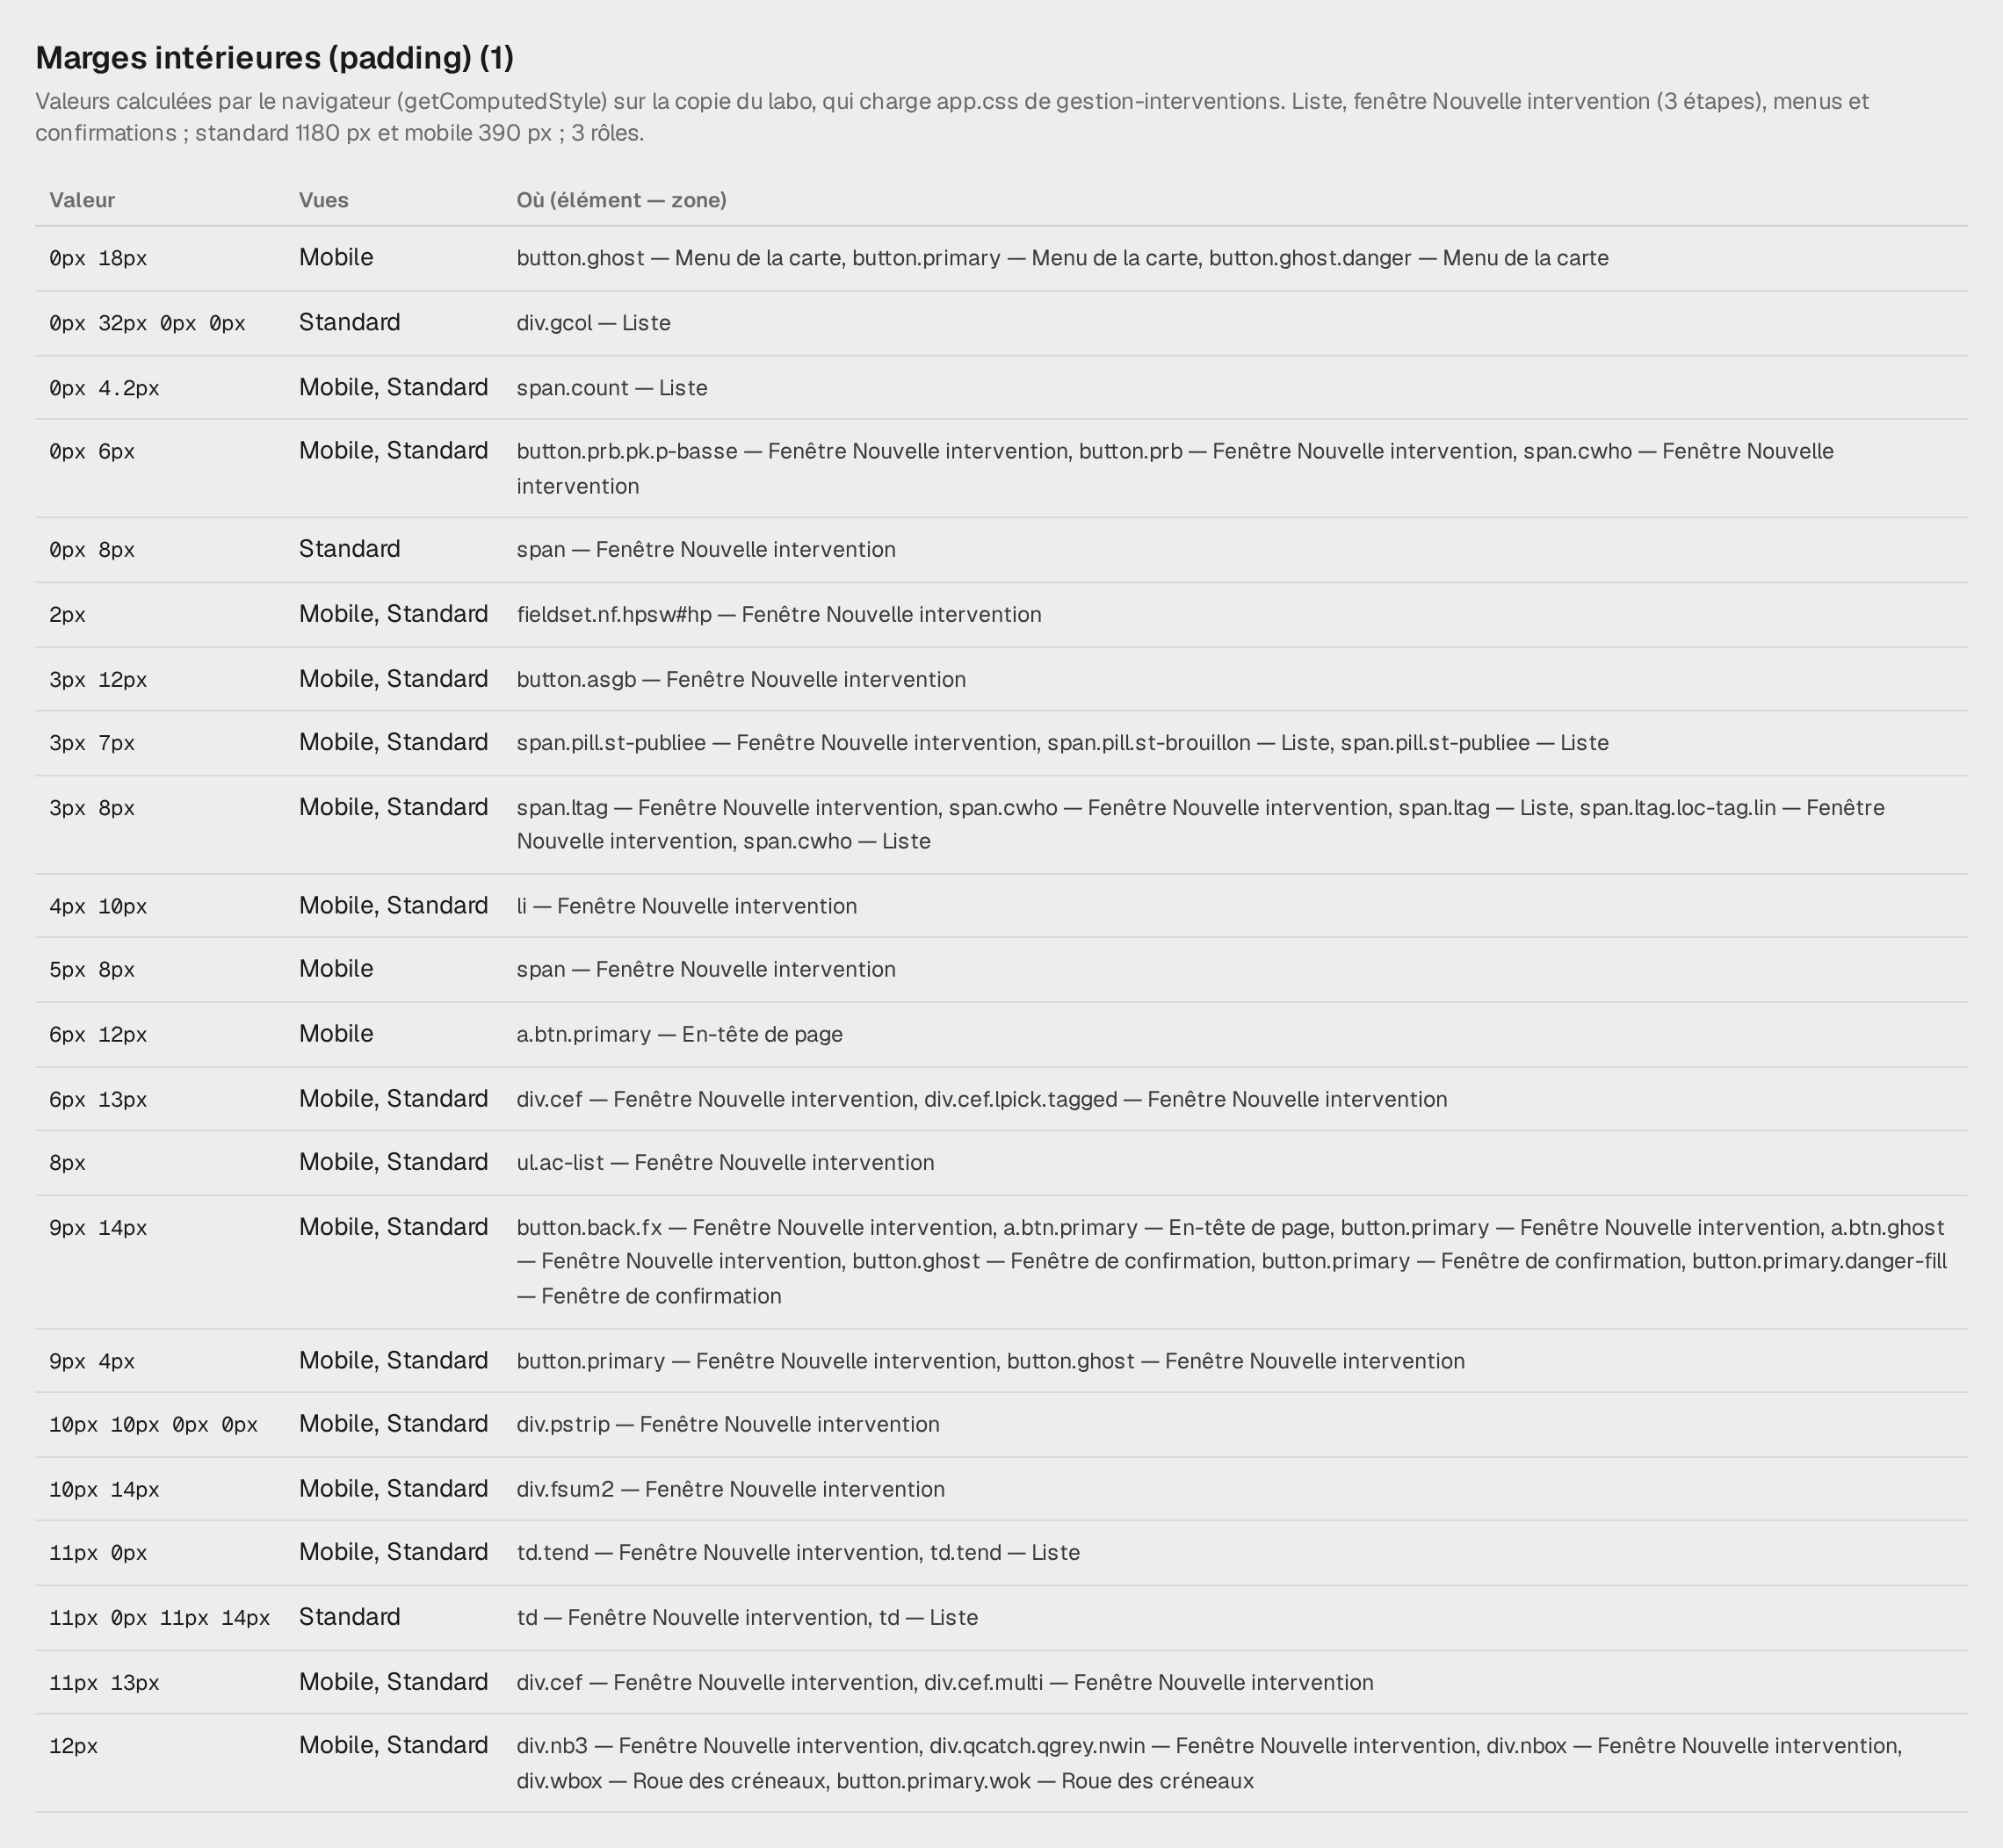 Marges intérieures (padding) (1)
Valeurs calculées par le navigateur (getComputedStyle) sur la copie du labo, qui charge app.css de gestion-interventions. Liste, fenêtre Nouvelle intervention (3 étapes), menus et
confirmations ; standard 1180 px et mobile 390 px ; 3 rôles.
Valeur Vues Où (élément — zone)
0px 18px Mobile button.ghost — Menu de la carte, button.primary — Menu de la carte, button.ghost.danger — Menu de la carte
0px 32px 0px 0px Standard div.gcol — Liste
0px 4.2px Mobile, Standard span.count — Liste
0px 6px Mobile, Standard button.prb.pk.p-basse — Fenêtre Nouvelle intervention, button.prb — Fenêtre Nouvelle intervention, span.cwho — Fenêtre Nouvelle
intervention
0px 8px Standard span — Fenêtre Nouvelle intervention
2px Mobile, Standard fieldset.nf.hpsw#hp — Fenêtre Nouvelle intervention
3px 12px Mobile, Standard button.asgb — Fenêtre Nouvelle intervention
3px 7px Mobile, Standard span.pill.st-publiee — Fenêtre Nouvelle intervention, span.pill.st-brouillon — Liste, span.pill.st-publiee — Liste
3px 8px Mobile, Standard span.ltag — Fenêtre Nouvelle intervention, span.cwho — Fenêtre Nouvelle intervention, span.ltag — Liste, span.ltag.loc-tag.lin — Fenêtre
Nouvelle intervention, span.cwho — Liste
4px 10px Mobile, Standard li — Fenêtre Nouvelle intervention
5px 8px Mobile span — Fenêtre Nouvelle intervention
6px 12px Mobile a.btn.primary — En-tête de page
6px 13px Mobile, Standard div.cef — Fenêtre Nouvelle intervention, div.cef.lpick.tagged — Fenêtre Nouvelle intervention
8px Mobile, Standard ul.ac-list — Fenêtre Nouvelle intervention
9px 14px Mobile, Standard button.back.fx — Fenêtre Nouvelle intervention, a.btn.primary — En-tête de page, button.primary — Fenêtre Nouvelle intervention, a.btn.ghost
— Fenêtre Nouvelle intervention, button.ghost — Fenêtre de confirmation, button.primary — Fenêtre de confirmation, button.primary.danger-fill
— Fenêtre de confirmation
9px 4px Mobile, Standard button.primary — Fenêtre Nouvelle intervention, button.ghost — Fenêtre Nouvelle intervention
10px 10px 0px 0px Mobile, Standard div.pstrip — Fenêtre Nouvelle intervention
10px 14px Mobile, Standard div.fsum2 — Fenêtre Nouvelle intervention
11px 0px Mobile, Standard td.tend — Fenêtre Nouvelle intervention, td.tend — Liste
11px 0px 11px 14px Standard td — Fenêtre Nouvelle intervention, td — Liste
11px 13px Mobile, Standard div.cef — Fenêtre Nouvelle intervention, div.cef.multi — Fenêtre Nouvelle intervention
12px Mobile, Standard div.nb3 — Fenêtre Nouvelle intervention, div.qcatch.qgrey.nwin — Fenêtre Nouvelle intervention, div.nbox — Fenêtre Nouvelle intervention,
div.wbox — Roue des créneaux, button.primary.wok — Roue des créneaux